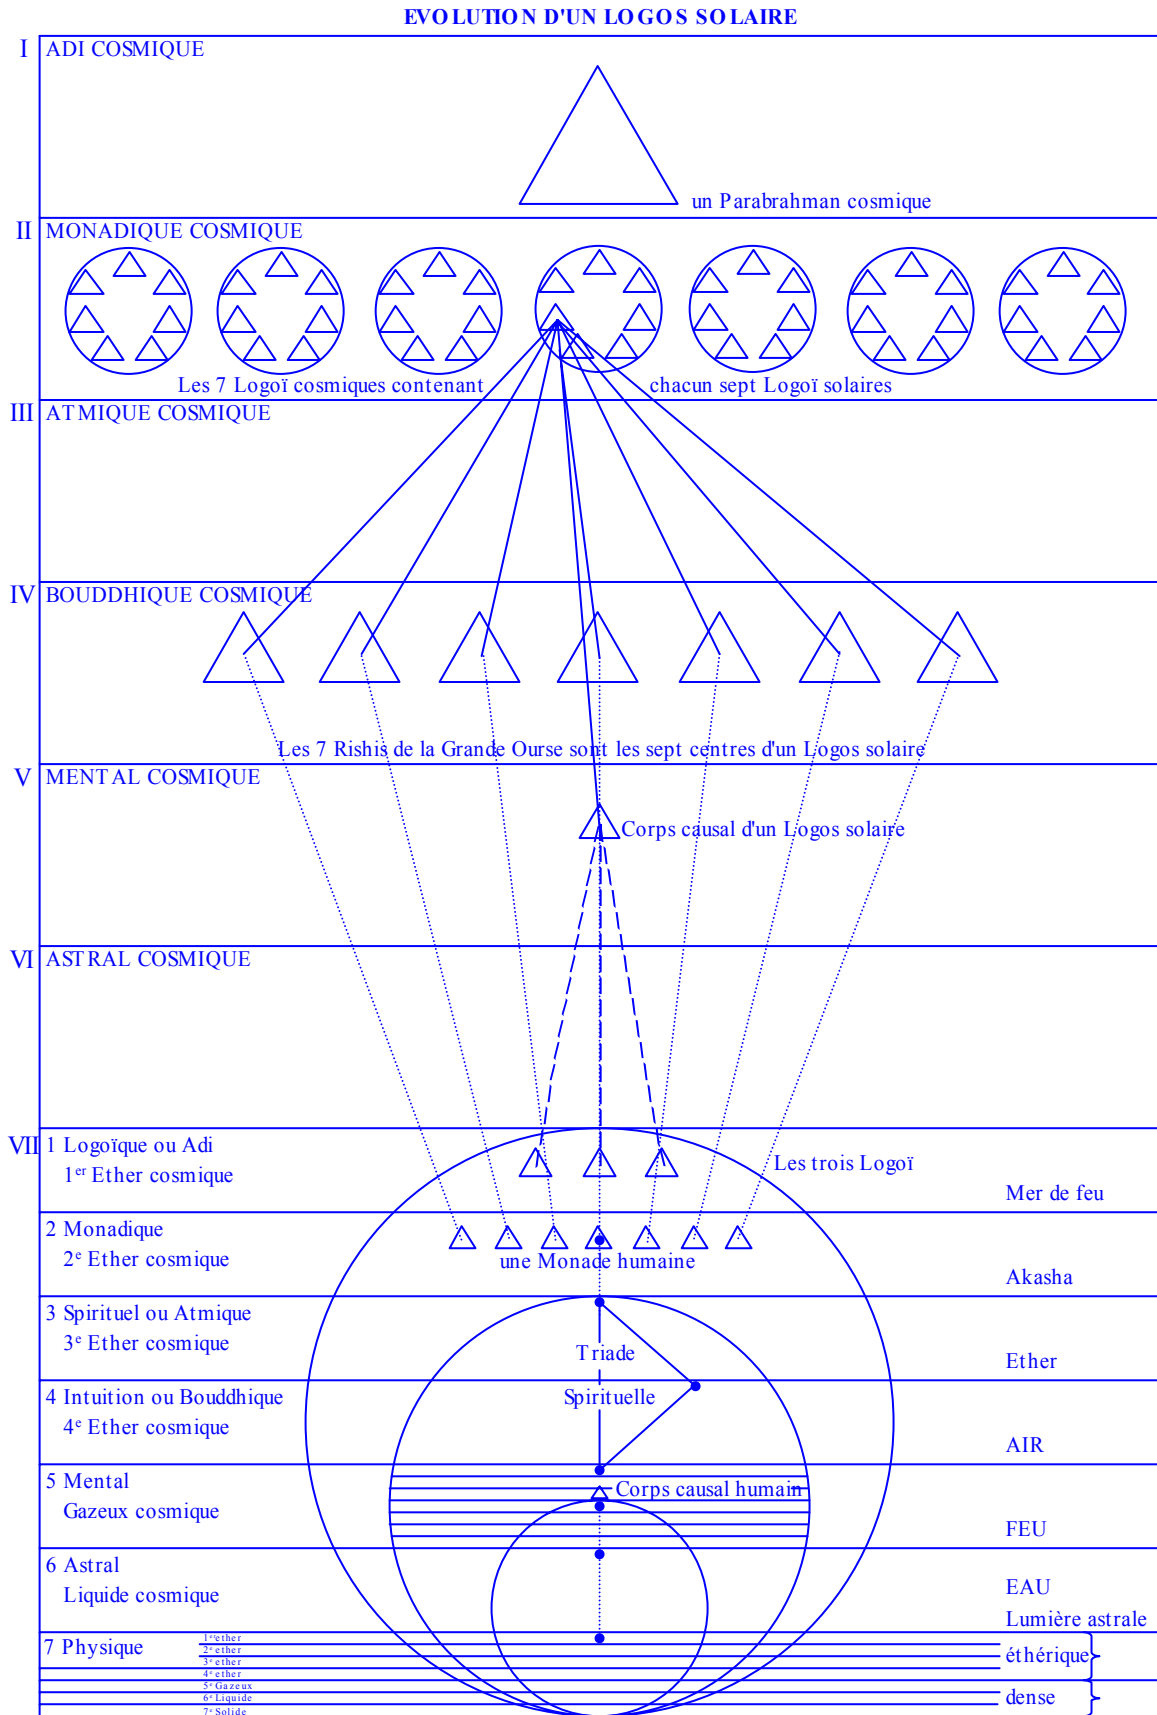 EVOLUTION D'UN LOGOS SOLAIRE
I ADI COSMIQUE
un Parabrahman cosmique
II MONADIQUE COSMIQUE
Les 7 Logoï cosmiques contenant chacun sept Logoï solaires
III ATMIQUE COSMIQUE
IV BOUDDHIQUE COSMIQUE
Les 7 Rishis de la Grande Ourse sont les sept centres d'un Logos solaire
V MENTAL COSMIQUE
Corps causal d'un Logos solaire
VI ASTRAL COSMIQUE
VII 1 Logoïque ou Adi
1er Ether cosmique
Les trois Logoï
Mer de feu
2 Monadique
2e Ether cosmique
une Monade humaine
Akasha
3 Spirituel ou Atmique
3e Ether cosmique
Triade
Ether
4 Intuition ou Bouddhique
Spirituelle
4e Ether cosmique
AIR
5 Mental
Corps causal humain
Gazeux cosmique
FEU
6 Astral
Liquide cosmique
EAU
Lumière astrale
7 Physique
1er ether
2e ether
3e ether
4e ether
éthérique
5e Gazeux
6e Liquide
7e Solide
dense